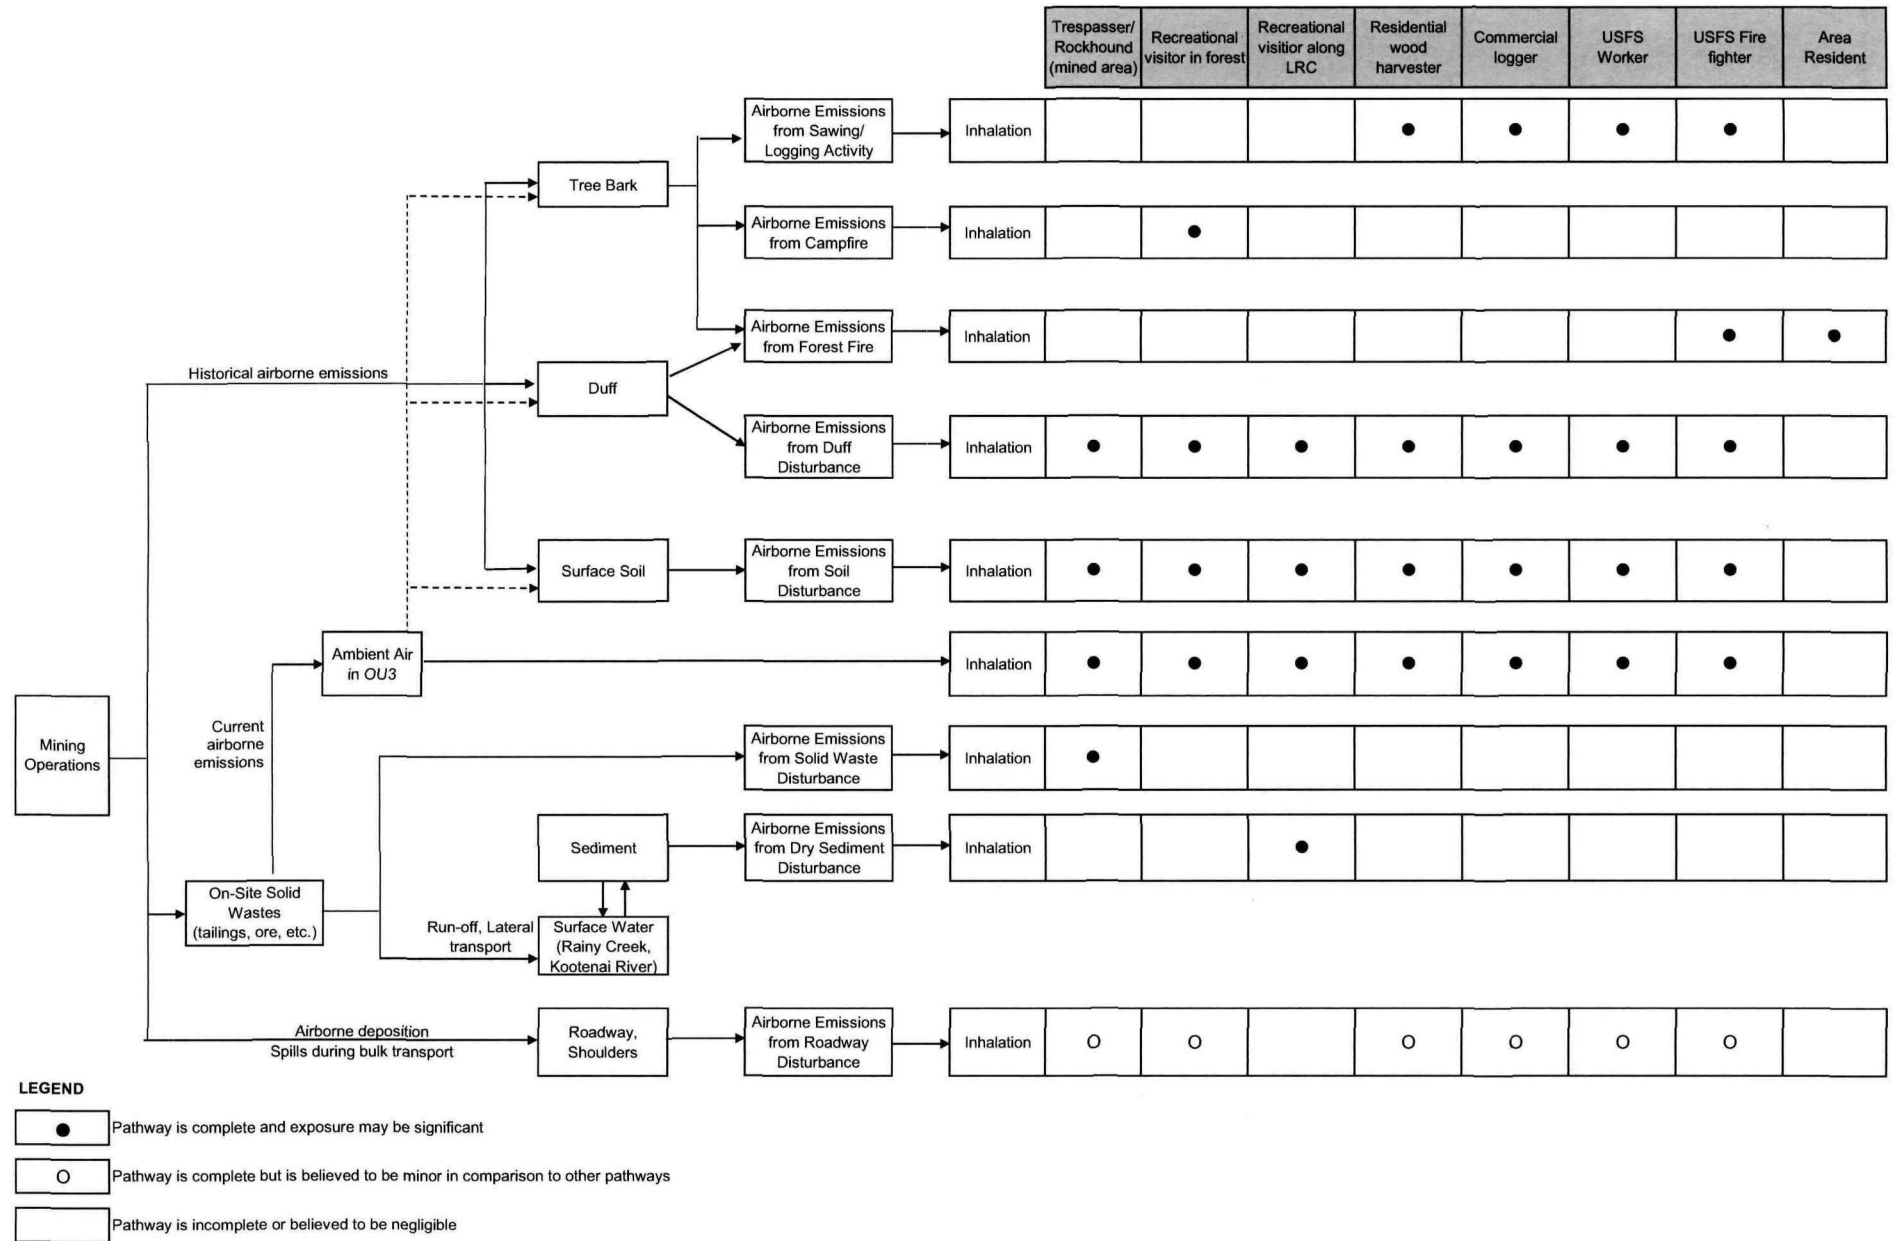 Trespasser/
Rockhound
(mined area)
Recreational
visitor in forest
Recreational
visitior along
LRC
Residential
wood
harvester
Commercial
logger
USFS
Worker
USFS Fire
fighter
Area
Resident
Airborne Emissions
from Sawing/
Logging Activity
Inhalation
● ● ● ●
Tree Bark
Airborne Emissions
from Campfire
Inhalation
●
Airborne Emissions
from Forest Fire
Inhalation
● ●
Historical airborne emissions
Duff
Airborne Emissions
from Duff
Disturbance
Inhalation
● ● ● ● ● ● ●
Surface Soil
Airborne Emissions
from Soil
Disturbance
Inhalation
● ● ● ● ● ● ●
Ambient Air
in OU3
Inhalation
● ● ● ● ● ● ●
Mining
Operations
Current
airborne
emissions
Airborne Emissions
from Solid Waste
Disturbance
Inhalation
●
Sediment
Airborne Emissions
from Dry Sediment
Disturbance
Inhalation
●
On-Site Solid
Wastes
(tailings, ore, etc.)
Run-off, Lateral
transport
Surface Water
(Rainy Creek,
Kootenai River)
Airborne deposition
Spills during bulk transport
Roadway,
Shoulders
Airborne Emissions
from Roadway
Disturbance
Inhalation
O O O O O O
LEGEND
● Pathway is complete and exposure may be significant
O Pathway is complete but is believed to be minor in comparison to other pathways
Pathway is incomplete or believed to be negligible